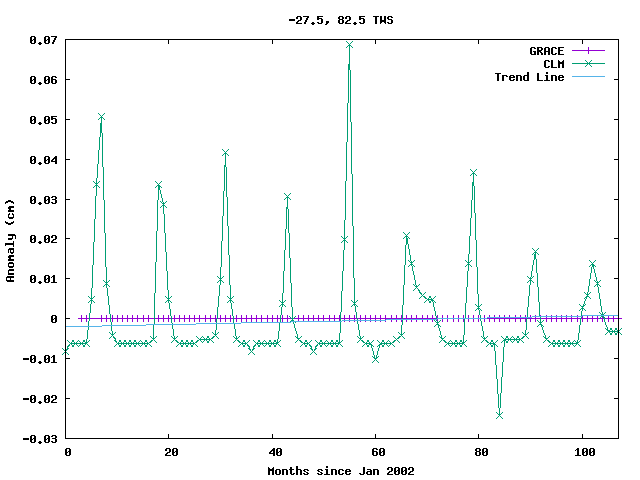 -27.5, 82.5 TWS
GRACE
CLM
Trend Line
0.07
0.06
0.05
0.04
0.03
0.02
0.01
0
-0.01
-0.02
-0.03
Anomaly (cm)
0 20 40 60 80 100
Months since Jan 2002